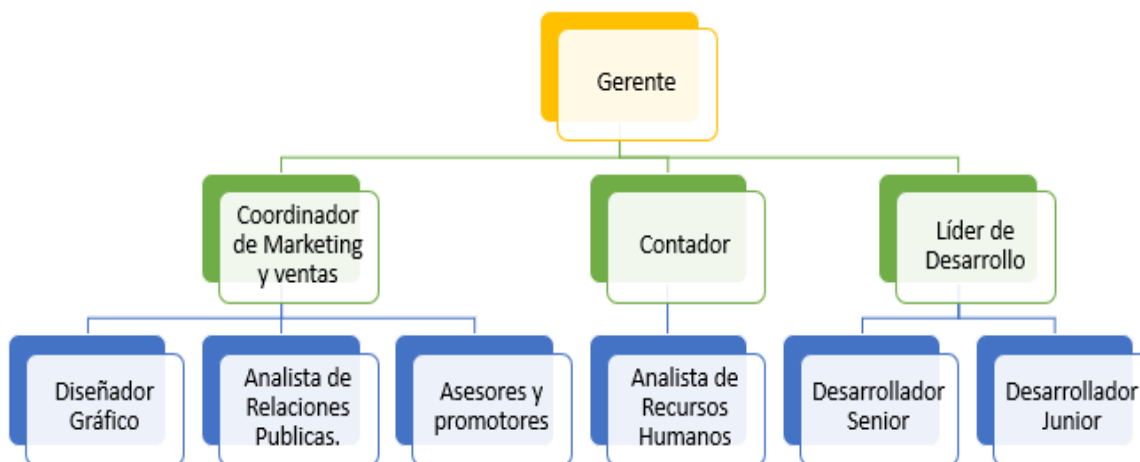 Gerente
Coordinador
de Marketing
y ventas
Contador
Líder de
Desarrollo
Diseñador
Gráfico
Analista de
Relaciones
Publicas.
Asesores y
promotores
Analista de
Recursos
Humanos
Desarrollador
Senior
Desarrollador
Junior